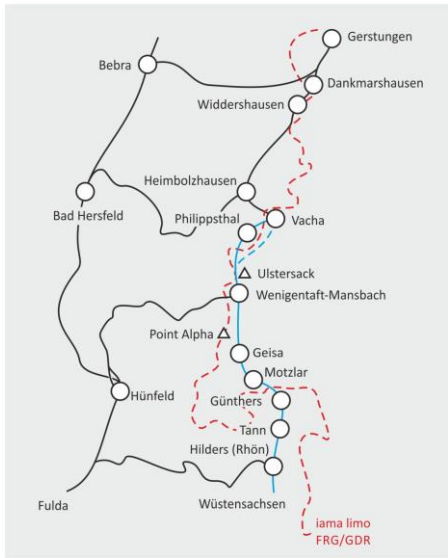 Gerstungen
Bebra
Dankmarshausen
Widdershausen
Heimbolzhausen
Bad Hersfeld
Philippsthal
Vacha
Ulstersack
Wenigentaft-Mansbach
Point Alpha
Geisa
Motzlar
Hünfeld
Günthers
Tann
Hilders (Rhön)
Fulda
Wüstensachsen
iama limo
FRG/GDR